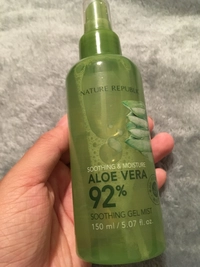 NATURE REPUBLIC
SOOTHING & MOISTURE
ALOE VERA
92%
SOOTHING GEL MIST
150 ml / 5.07 fl. oz.